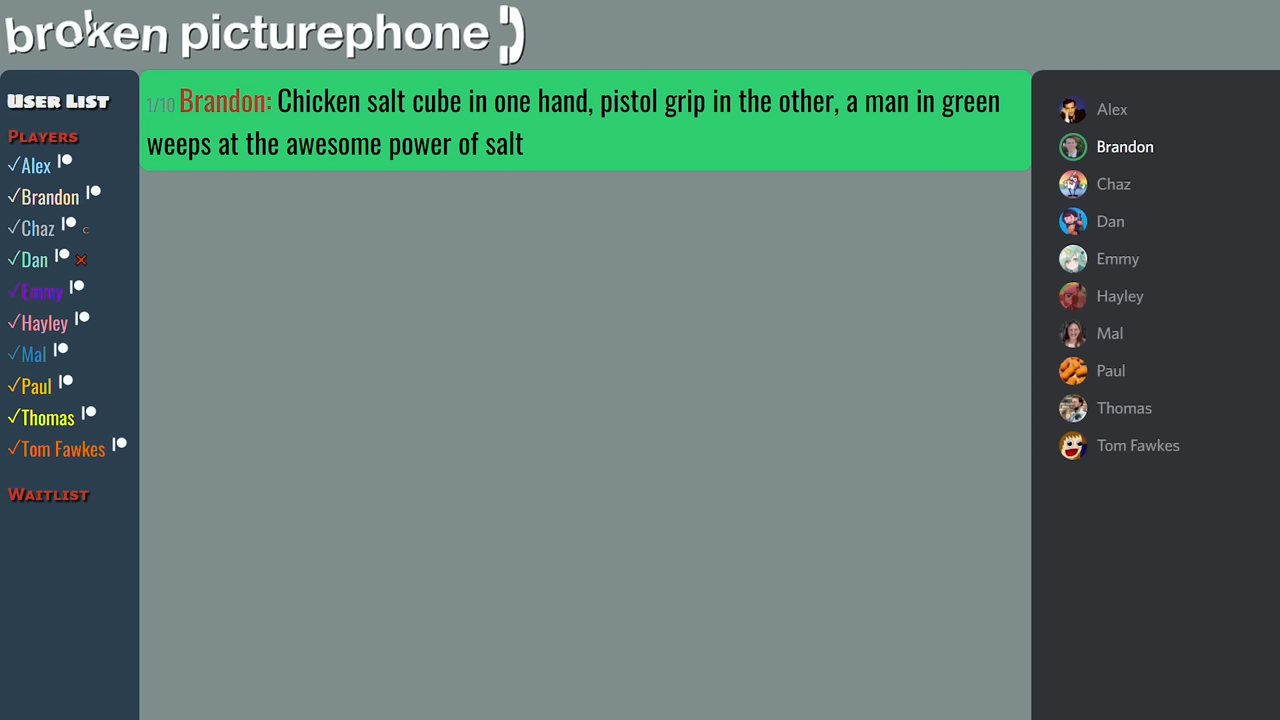 broken picturephone
User List
Players
✓Alex
✓Brandon
✓Chaz c
✓Dan ✕
✓Emmy
✓Hayley
✓Mal
✓Paul
✓Thomas
✓Tom Fawkes
Waitlist
1/10 Brandon: Chicken salt cube in one hand, pistol grip in the other, a man in green
weeps at the awesome power of salt
Alex
Brandon
Chaz
Dan
Emmy
Hayley
Mal
Paul
Thomas
Tom Fawkes